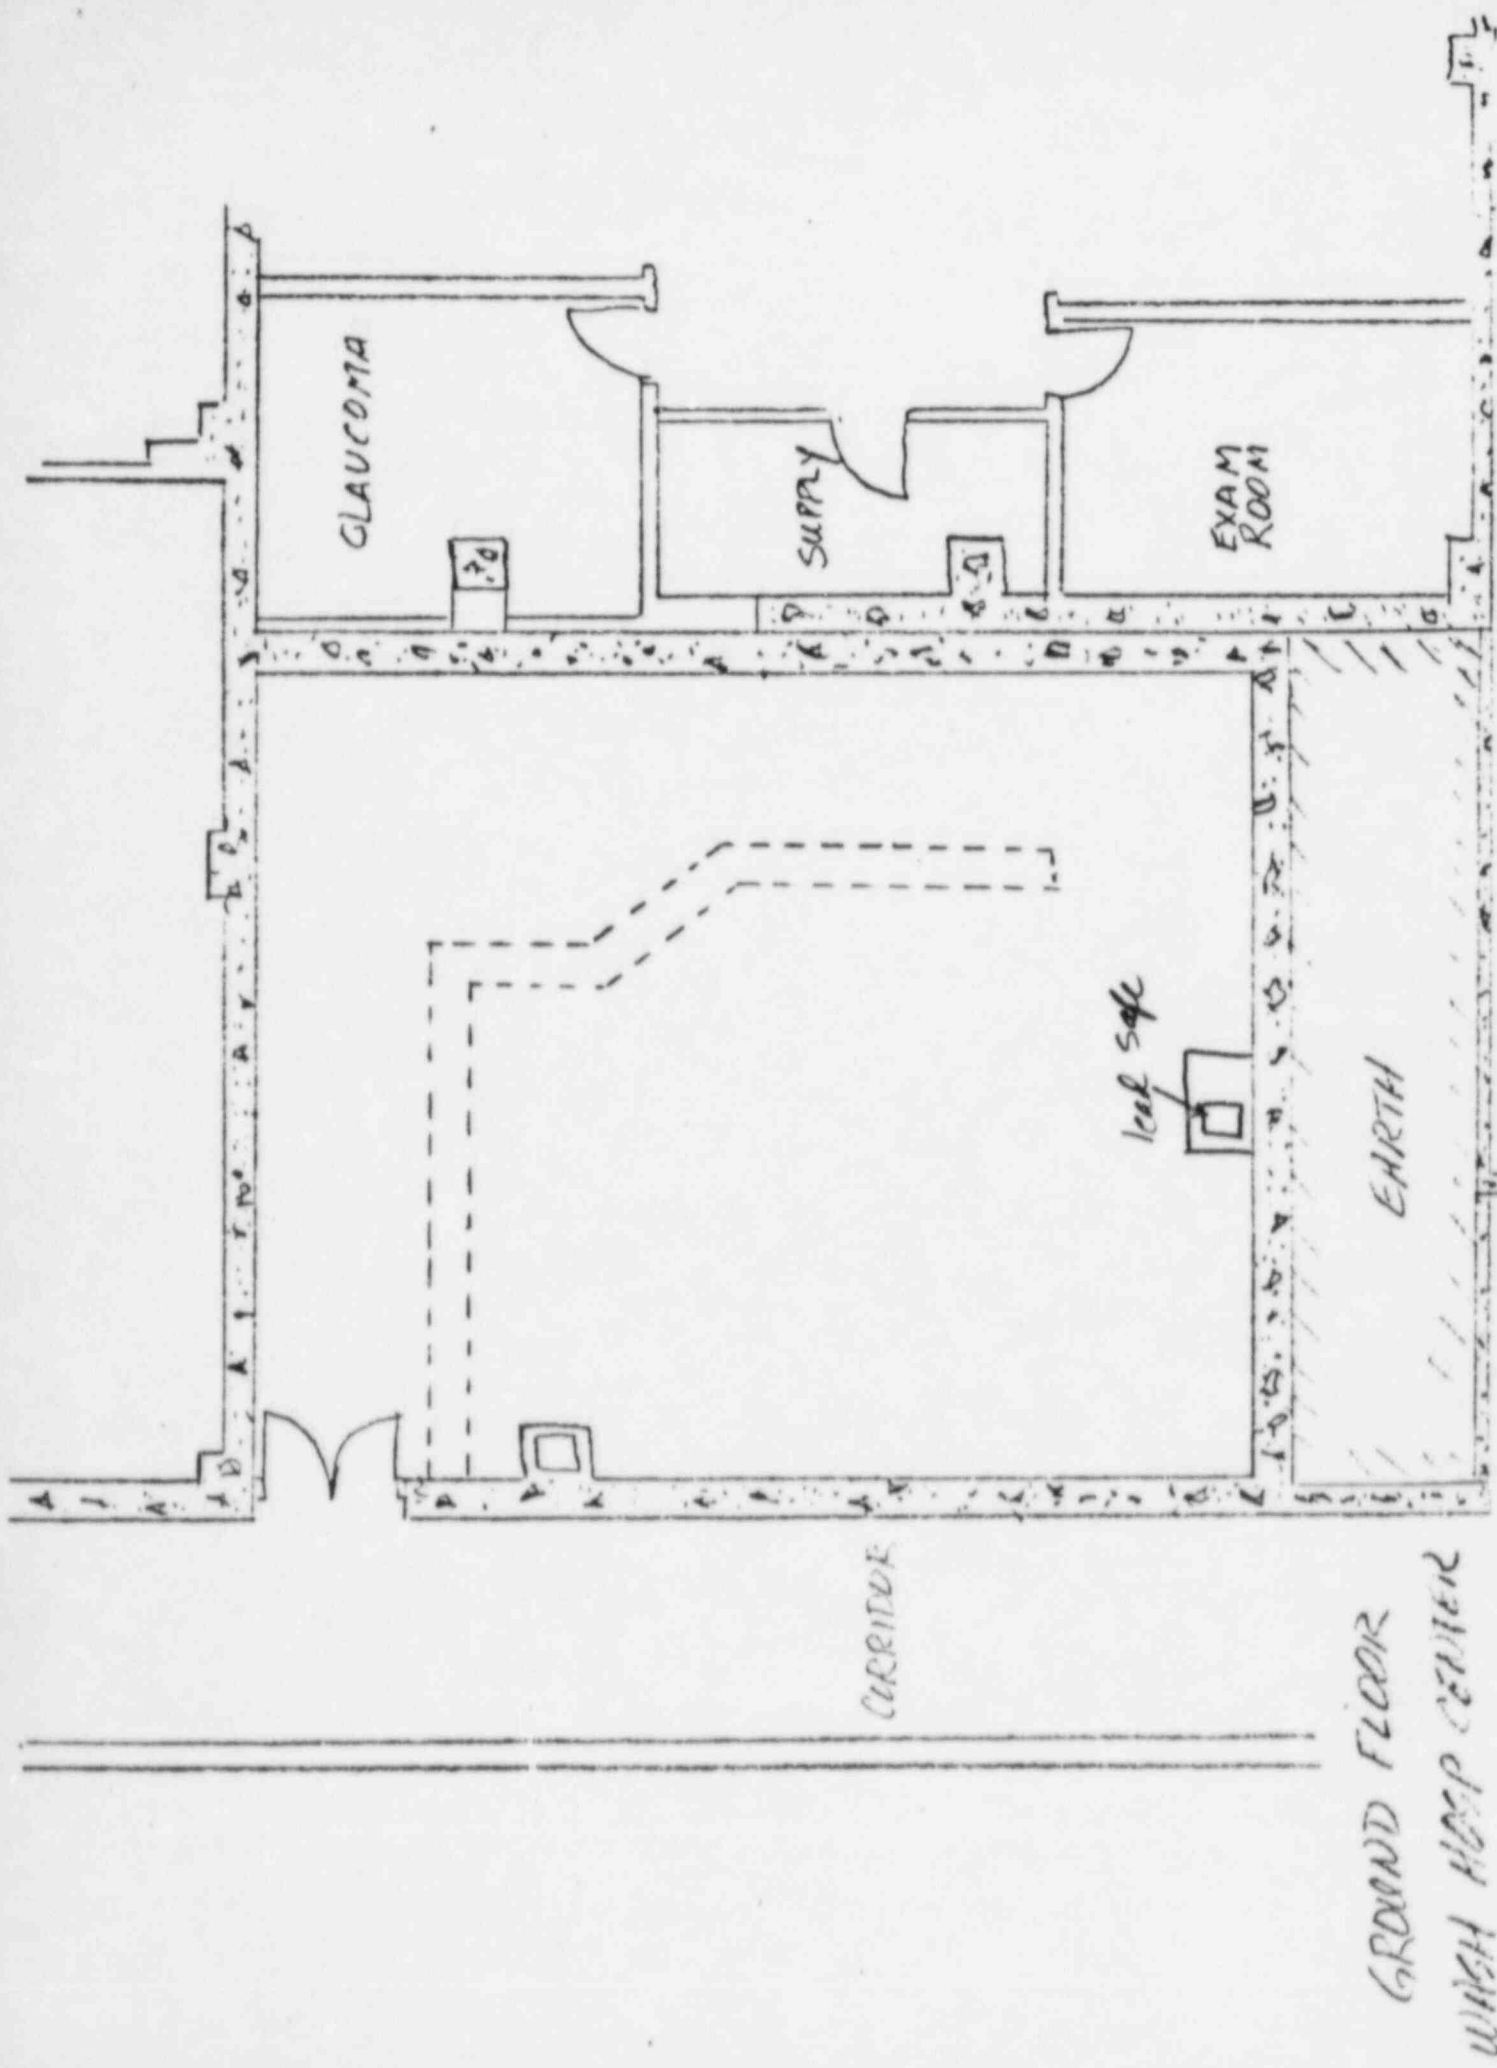 GLAUCOMA
SUPPLY
EXAM
ROOM
lead safe
EARTH
CORRIDOR
GROUND FLOOR
WASH HOSP CENTER